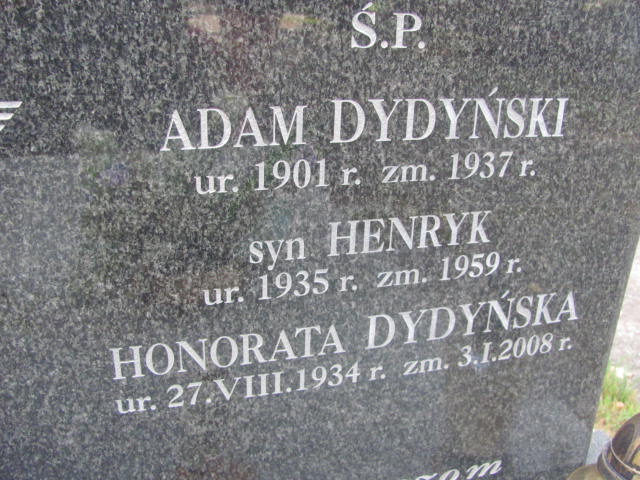 Ś.P.
ADAM DYDYŃSKI
ur. 1901 r. zm. 1937 r.
syn HENRYK
ur. 1935 r. zm. 1959 r.
HONORATA DYDYŃSKA
ur. 27.VIII.1934 r. zm. 3.I.2008 r.